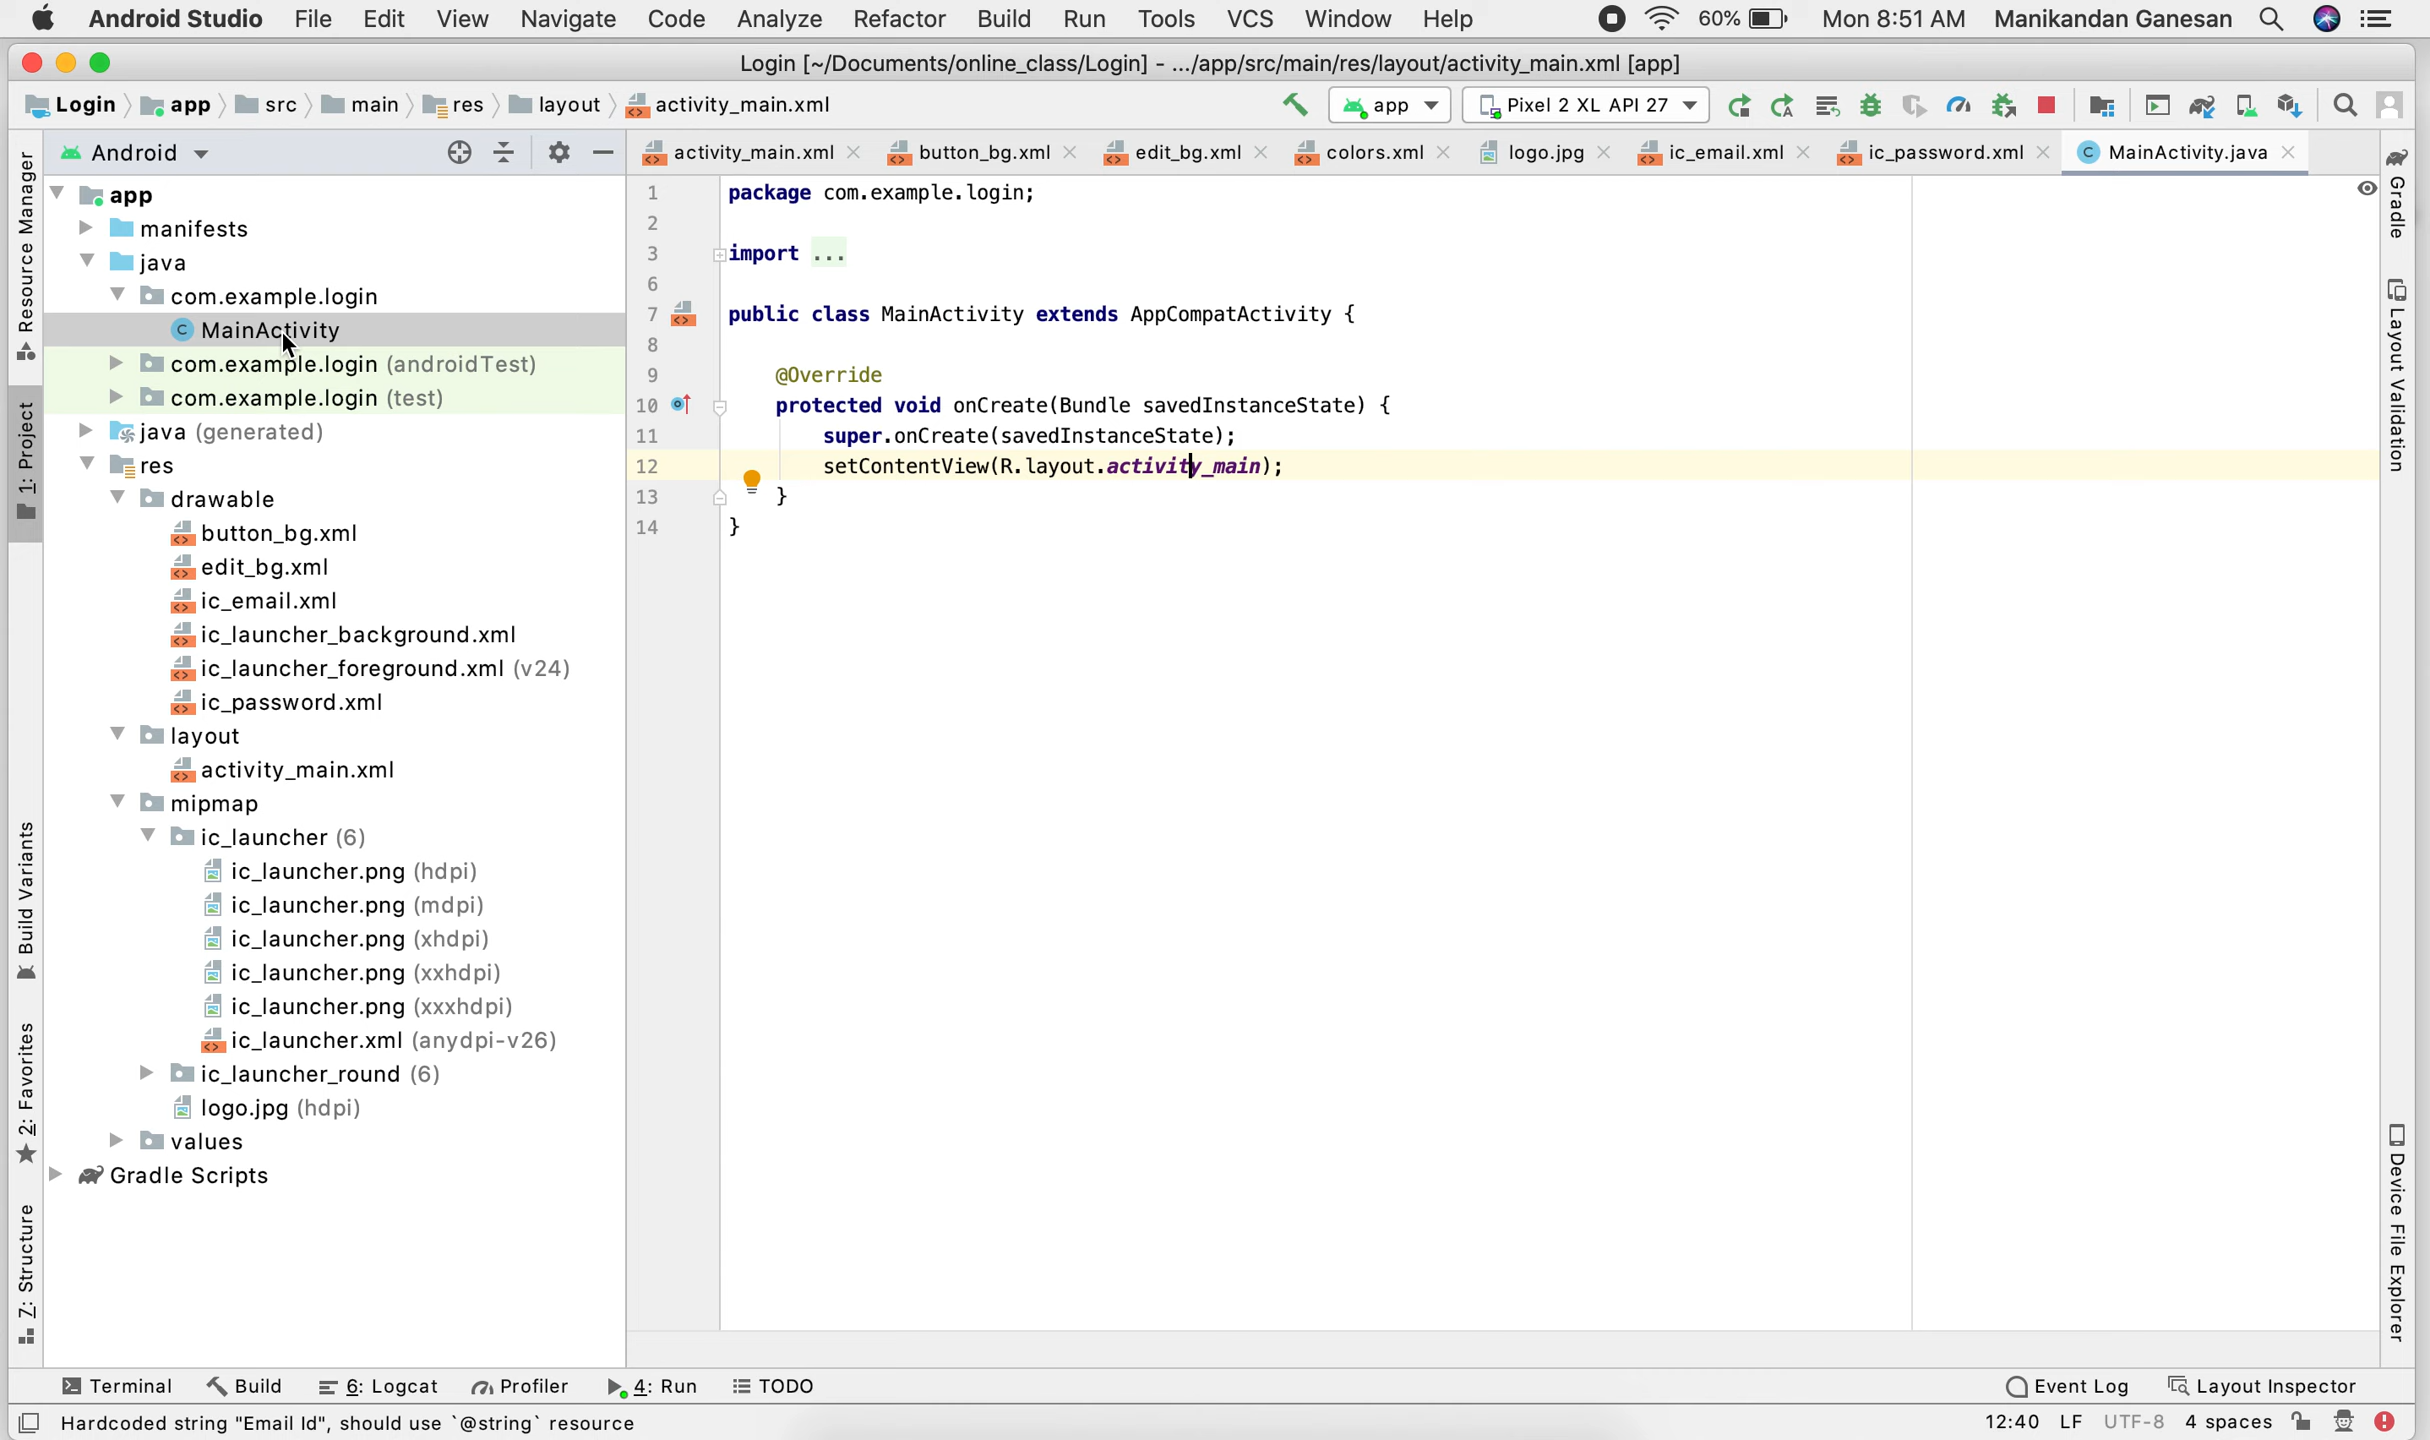 Android Studio File Edit View Navigate Code Analyze Refactor Build Run Tools VCS Window Help 60% Mon 8:51 AM Manikandan Ganesan
Login [~/Documents/online_class/Login] - .../app/src/main/res/layout/activity_main.xml [app]
Login app src main res layout activity_main.xml app Pixel 2 XL API 27
Android
activity_main.xml button_bg.xml edit_bg.xml colors.xml logo.jpg ic_email.xml ic_password.xml MainActivity.java
Resource Manager
1: Project
Build Variants
2: Favorites
7: Structure
app
manifests
java
com.example.login
MainActivity
com.example.login (androidTest)
com.example.login (test)
java (generated)
res
drawable
button_bg.xml
edit_bg.xml
ic_email.xml
ic_launcher_background.xml
ic_launcher_foreground.xml (v24)
ic_password.xml
layout
activity_main.xml
mipmap
ic_launcher (6)
ic_launcher.png (hdpi)
ic_launcher.png (mdpi)
ic_launcher.png (xhdpi)
ic_launcher.png (xxhdpi)
ic_launcher.png (xxxhdpi)
ic_launcher.xml (anydpi-v26)
ic_launcher_round (6)
logo.jpg (hdpi)
values
Gradle Scripts
1 package com.example.login;
2
3 import ...
6
7 public class MainActivity extends AppCompatActivity {
8
9 @Override
10 protected void onCreate(Bundle savedInstanceState) {
11 super.onCreate(savedInstanceState);
12 setContentView(R.layout.activity_main);
13 }
14 }
Gradle
Layout Validation
Device File Explorer
Terminal Build 6: Logcat Profiler 4: Run TODO Event Log Layout Inspector
Hardcoded string "Email Id", should use `@string` resource 12:40 LF UTF-8 4 spaces